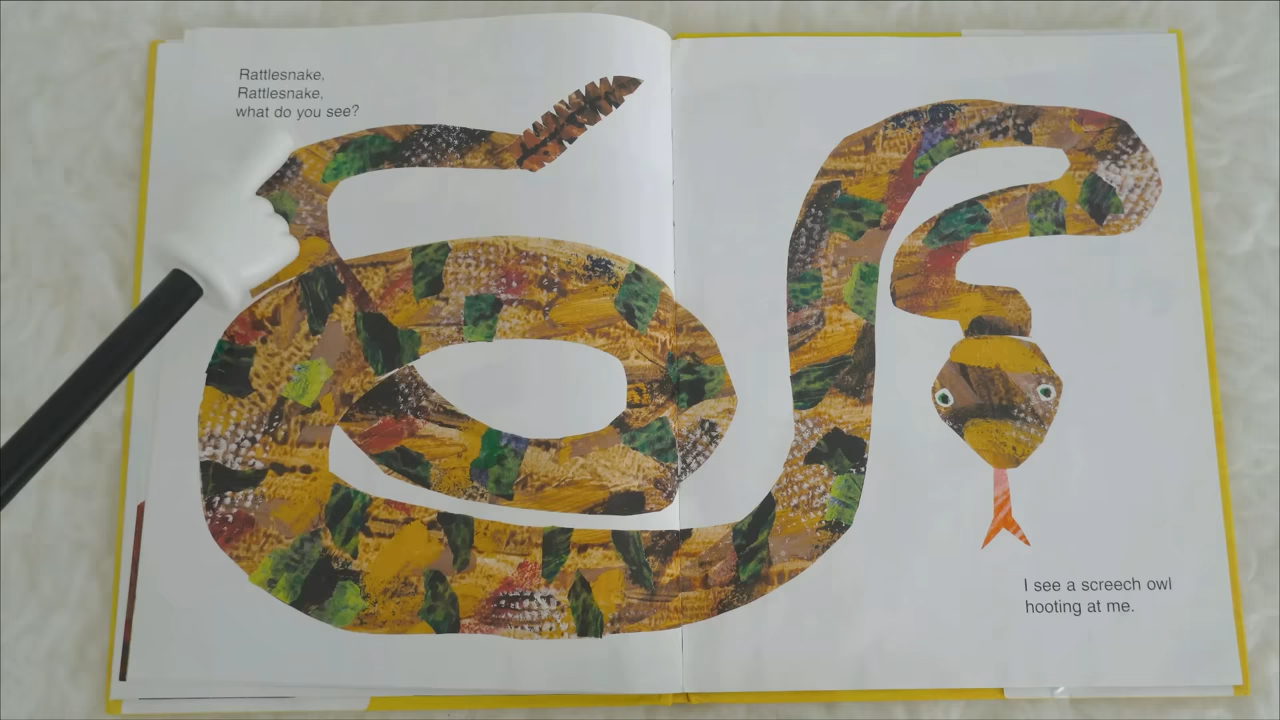 Rattlesnake,
Rattlesnake,
what do you see?
I see a screech owl
hooting at me.